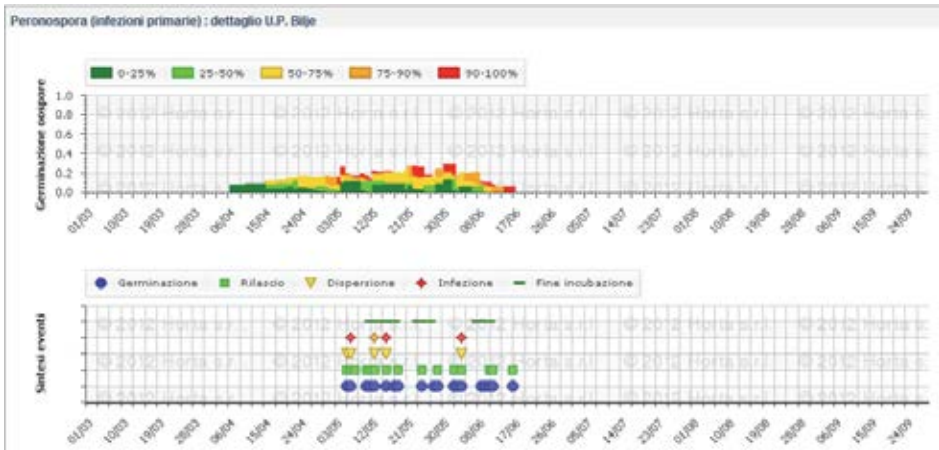 Peronospora (infezioni primarie) : dettaglio U.P. Bilje
0-25% 25-50% 50-75% 75-90% 90-100%
Germinazione oospore
1.0
0.8
0.6
0.4
0.2
0.0
01/03 10/03 19/03 28/03 06/04 15/04 24/04 03/05 12/05 21/05 30/05 08/06 17/06 26/06 05/07 14/07 23/07 01/08 10/08 19/08 28/08 06/09 15/09 24/09
Germinazione Rilascio Dispersione Infezione Fine incubazione
Sintesi eventi
01/03 10/03 19/03 28/03 06/04 15/04 24/04 03/05 12/05 21/05 30/05 08/06 17/06 26/06 05/07 14/07 23/07 01/08 10/08 19/08 28/08 06/09 15/09 24/09